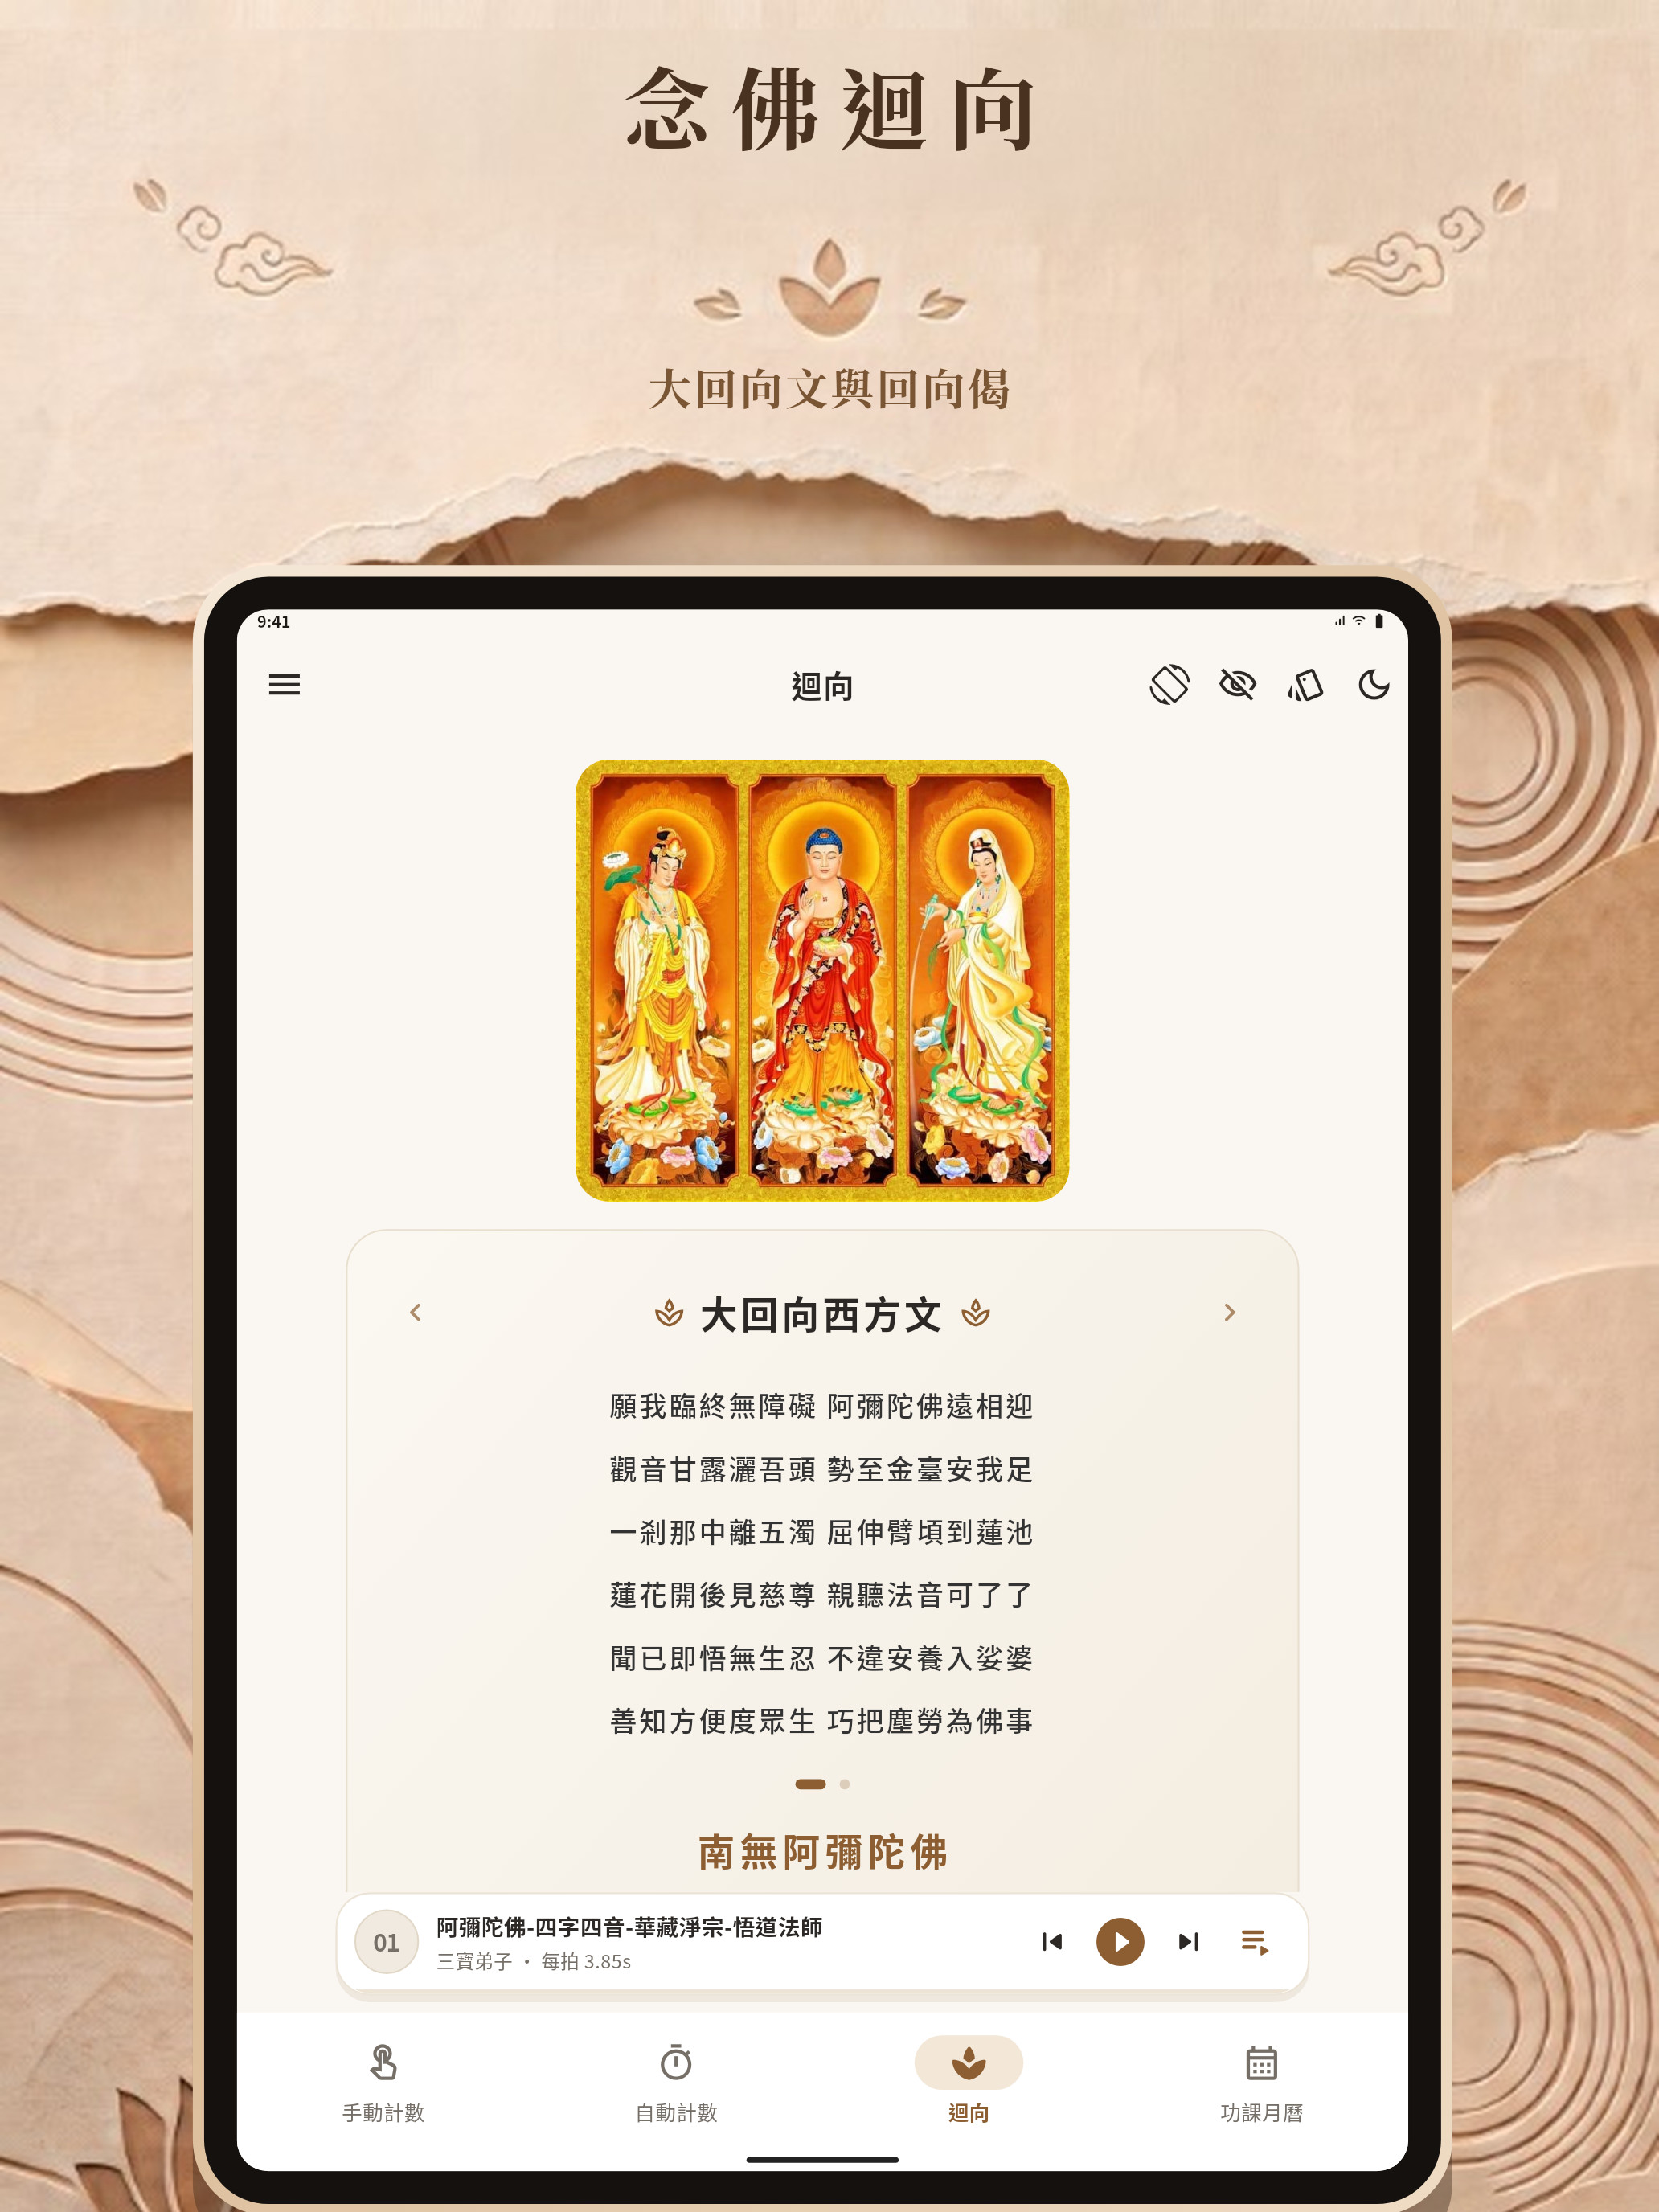 念佛迴向
大回向文與回向偈
9:41
迴向
大回向西方文
願我臨終無障礙 阿彌陀佛遠相迎
觀音甘露灑吾頭 勢至金臺安我足
一剎那中離五濁 屈伸臂頃到蓮池
蓮花開後見慈尊 親聽法音可了了
聞已即悟無生忍 不違安養入娑婆
善知方便度眾生 巧把塵勞為佛事
南無阿彌陀佛
01
阿彌陀佛-四字四音-華藏淨宗-悟道法師
三寶弟子 • 每拍 3.85s
手動計數
自動計數
迴向
功課月曆